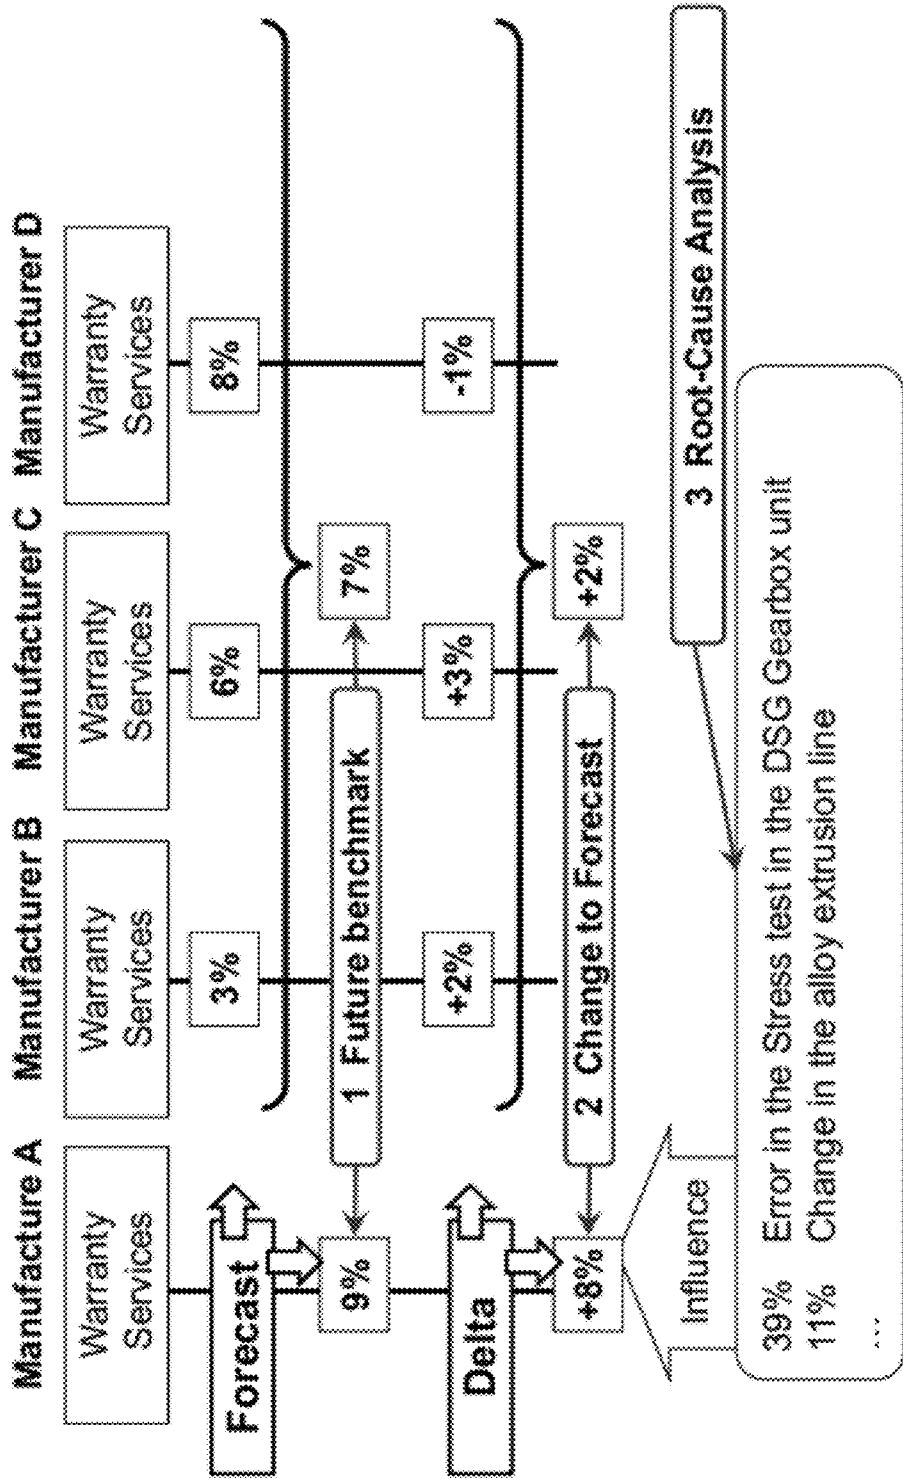 Manufacture A
Manufacturer B
Manufacturer C
Manufacturer D
Warranty
Services
Warranty
Services
Warranty
Services
Warranty
Services
3%
6%
8%
Forecast
9%
1 Future benchmark
7%
+2%
+3%
-1%
Delta
+8%
2 Change to Forecast
+2%
Influence
3 Root-Cause Analysis
39% Error in the Stress test in the DSG Gearbox unit
11% Change in the alloy extrusion line
...